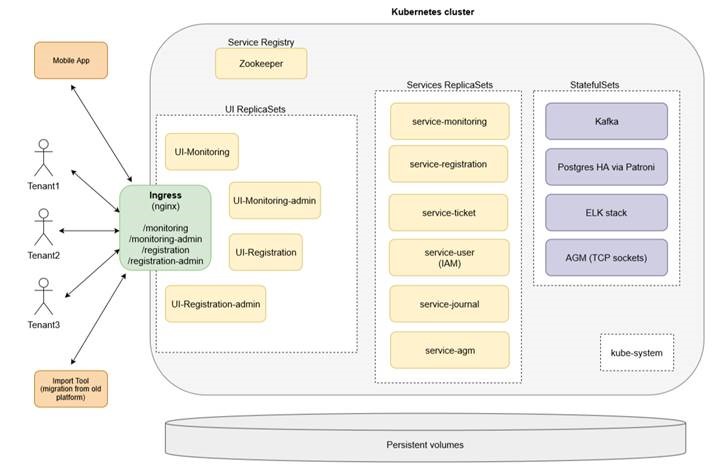 Kubernetes cluster
Mobile App
Tenant1
Tenant2
Tenant3
Import Tool
(migration from old
platform)
Ingress
(nginx)
/monitoring
/monitoring-admin
/registration
/registration-admin
Service Registry
Zookeeper
UI ReplicaSets
UI-Monitoring
UI-Monitoring-admin
UI-Registration
UI-Registration-admin
Services ReplicaSets
service-monitoring
service-registration
service-ticket
service-user
(IAM)
service-journal
service-agm
StatefulSets
Kafka
Postgres HA via Patroni
ELK stack
AGM (TCP sockets)
kube-system
Persistent volumes